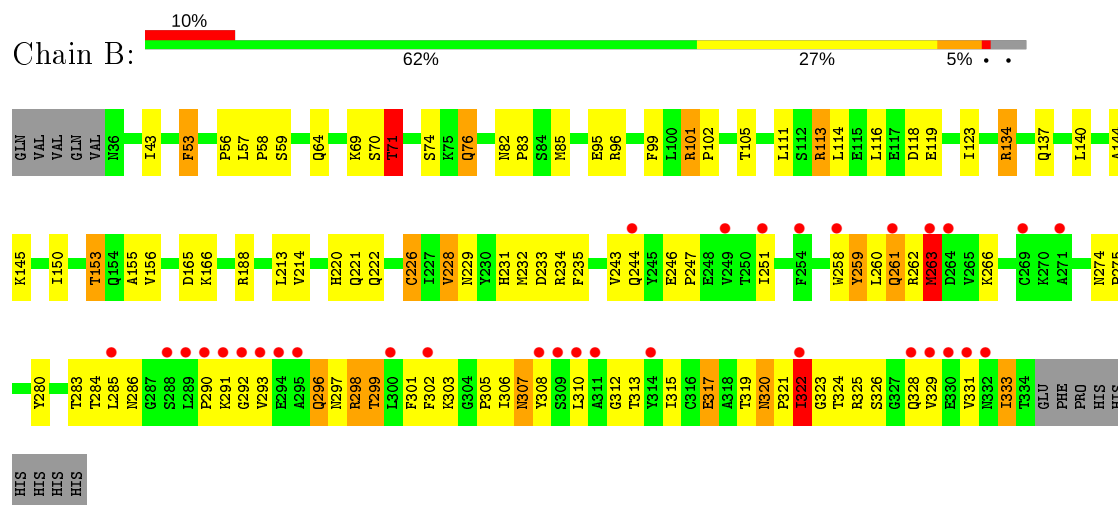 10%
Chain B:
62% 27% 5% • •
GLN VAL VAL GLN VAL N36 I43 F53 P56 L57 P58 S59 Q64 K69 S70 T71 S74 K75 Q76 N82 P83 S84 M85 E95 R96 F99 L100 R101 P102 T105 L111 S112 R113 L114 E115 L116 E117 D118 E119 I123 R134 Q137 L140 A144
K145 I150 T153 Q154 A155 V156 D165 K166 R188 L213 V214 H220 Q221 Q222 C226 I227 V228 N229 Y230 H231 M232 D233 R234 F235 V243 Q244 Y245 E246 P247 E248 V249 T250 I251 F254 W258 Y259 L260 Q261 R262 M263 D264 V265 K266 C269 K270 A271 N274 P275
Y280 T283 T284 L285 N286 G287 S288 L289 P290 K291 G292 V293 E294 A295 Q296 N297 R298 T299 L300 F301 F302 K303 G304 P305 I306 N307 Y308 S309 L310 A311 G312 T313 Y314 I315 C316 E317 A318 T319 N320 P321 I322 G323 T324 R325 S326 G327 Q328 V329 E330 V331 N332 I333 T334 GLU PHE PRO HIS HIS
HIS HIS HIS HIS